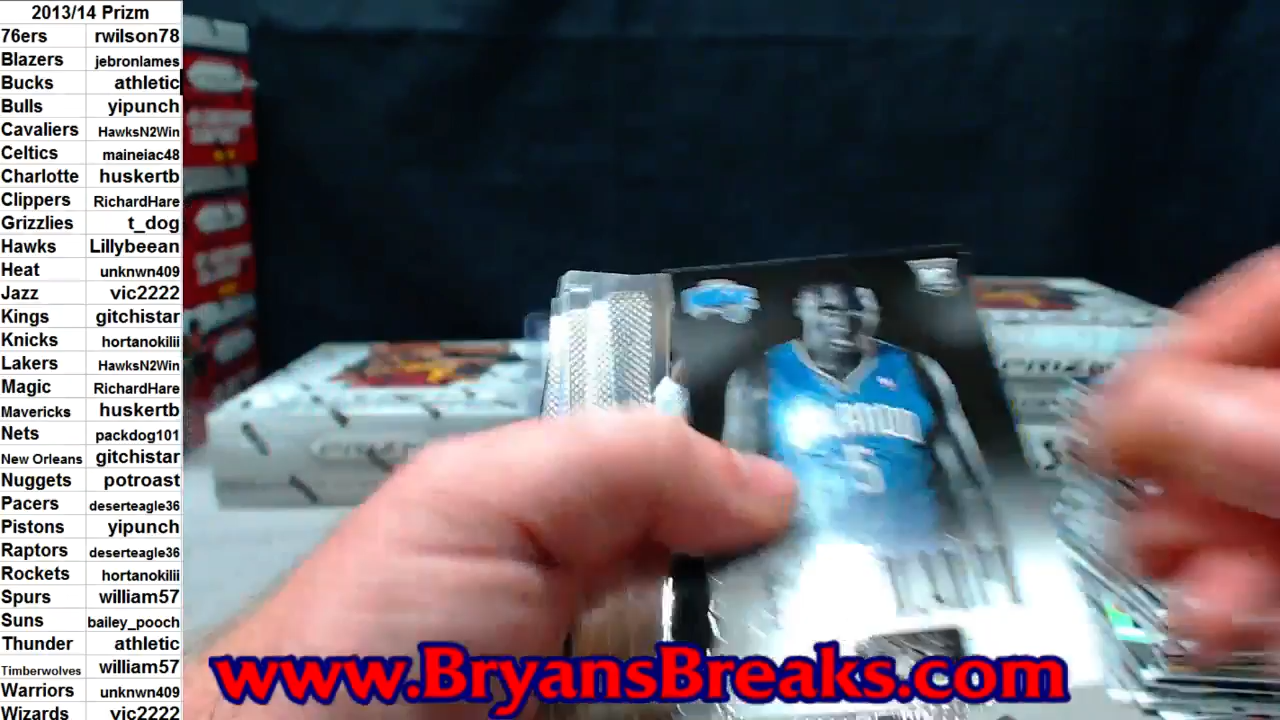 2013/14 Prizm
76ers rwilson78
Blazers jebronlames
Bucks athletic
Bulls yipunch
Cavaliers HawksN2Win
Celtics maineiac48
Charlotte huskertb
Clippers RichardHare
Grizzlies t_dog
Hawks Lillybeean
Heat unknwn409
Jazz vic2222
Kings gitchistar
Knicks hortanokilii
Lakers HawksN2Win
Magic RichardHare
Mavericks huskertb
Nets packdog101
New Orleans gitchistar
Nuggets potroast
Pacers deserteagle36
Pistons yipunch
Raptors deserteagle36
Rockets hortanokilii
Spurs william57
Suns bailey_pooch
Thunder athletic
Timberwolves william57
Warriors unknwn409
Wizards vic2222
5
www.BryansBreaks.com